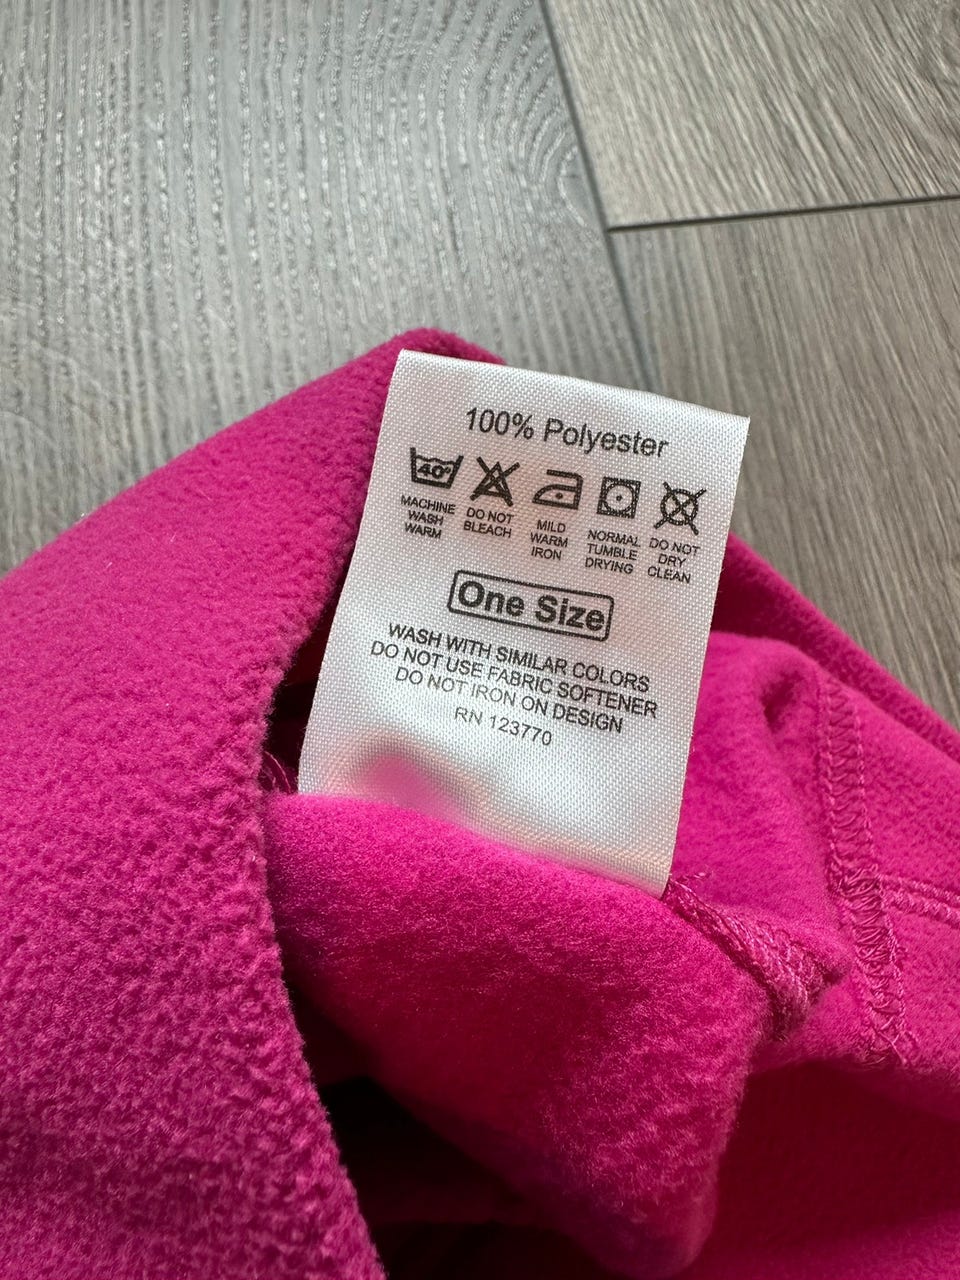 100% Polyester
40°
MACHINE WASH WARM
DO NOT BLEACH
MILD WARM IRON
NORMAL TUMBLE DRYING
DO NOT DRY CLEAN
One Size
WASH WITH SIMILAR COLORS
DO NOT USE FABRIC SOFTENER
DO NOT IRON ON DESIGN
RN 123770